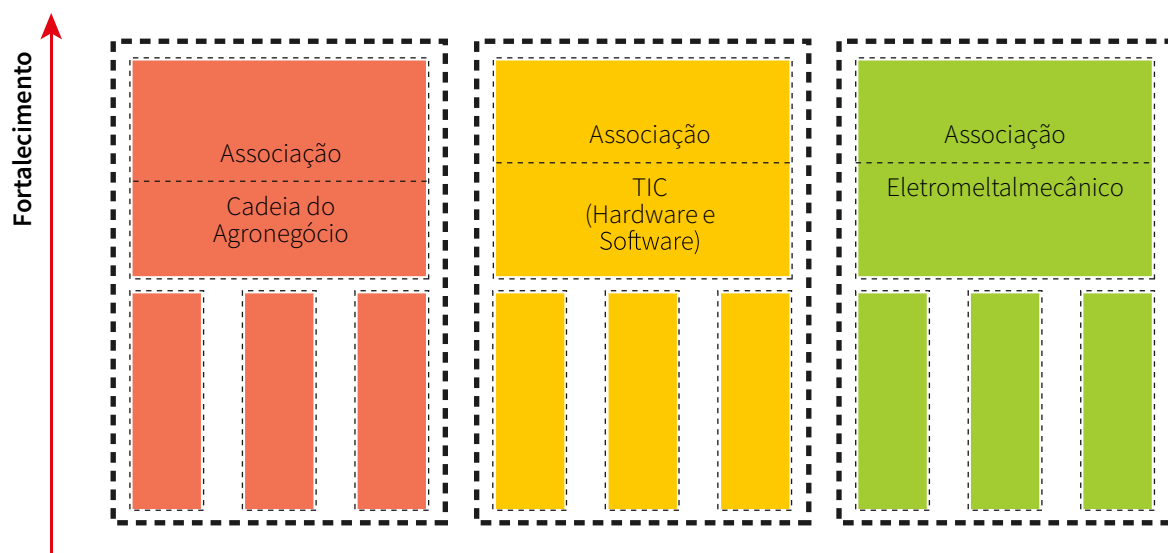 Fortalecimento
Associação
Cadeia do
Agronegócio
Associação
TIC
(Hardware e
Software)
Associação
Eletromeltalmecânico